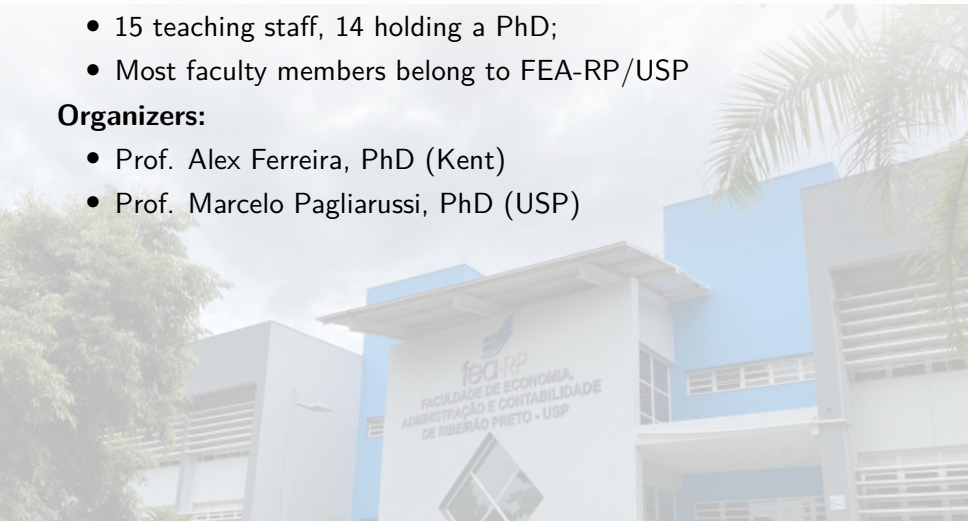 • 15 teaching staff, 14 holding a PhD;
• Most faculty members belong to FEA-RP/USP
Organizers:
• Prof. Alex Ferreira, PhD (Kent)
• Prof. Marcelo Pagliarussi, PhD (USP)
fea-RP
FACULDADE DE ECONOMIA,
ADMINISTRAÇÃO E CONTABILIDADE
DE RIBEIRÃO PRETO - USP